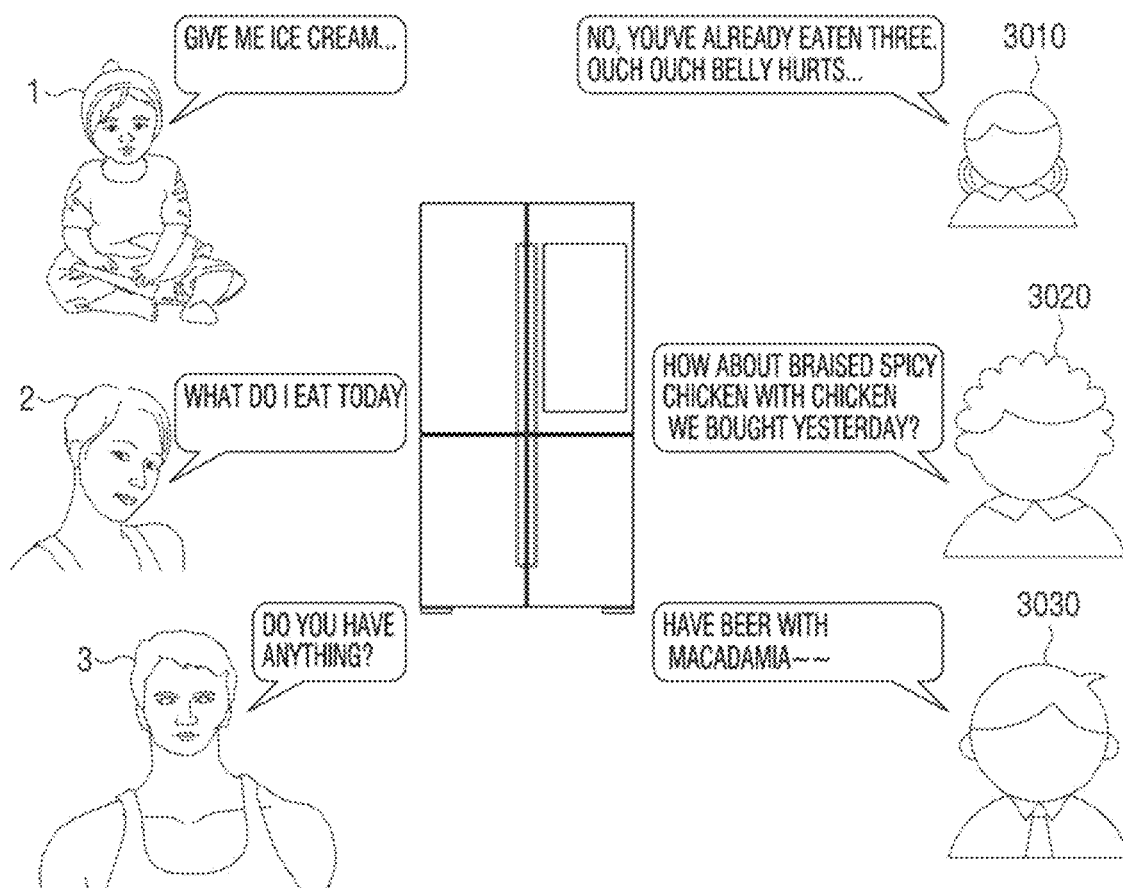 GIVE ME ICE CREAM...
1
NO, YOU'VE ALREADY EATEN THREE.
OUCH OUCH BELLY HURTS...
3010
2
WHAT DO I EAT TODAY
HOW ABOUT BRAISED SPICY
CHICKEN WITH CHICKEN
WE BOUGHT YESTERDAY?
3020
3
DO YOU HAVE
ANYTHING?
HAVE BEER WITH
MACADAMIA~~
3030